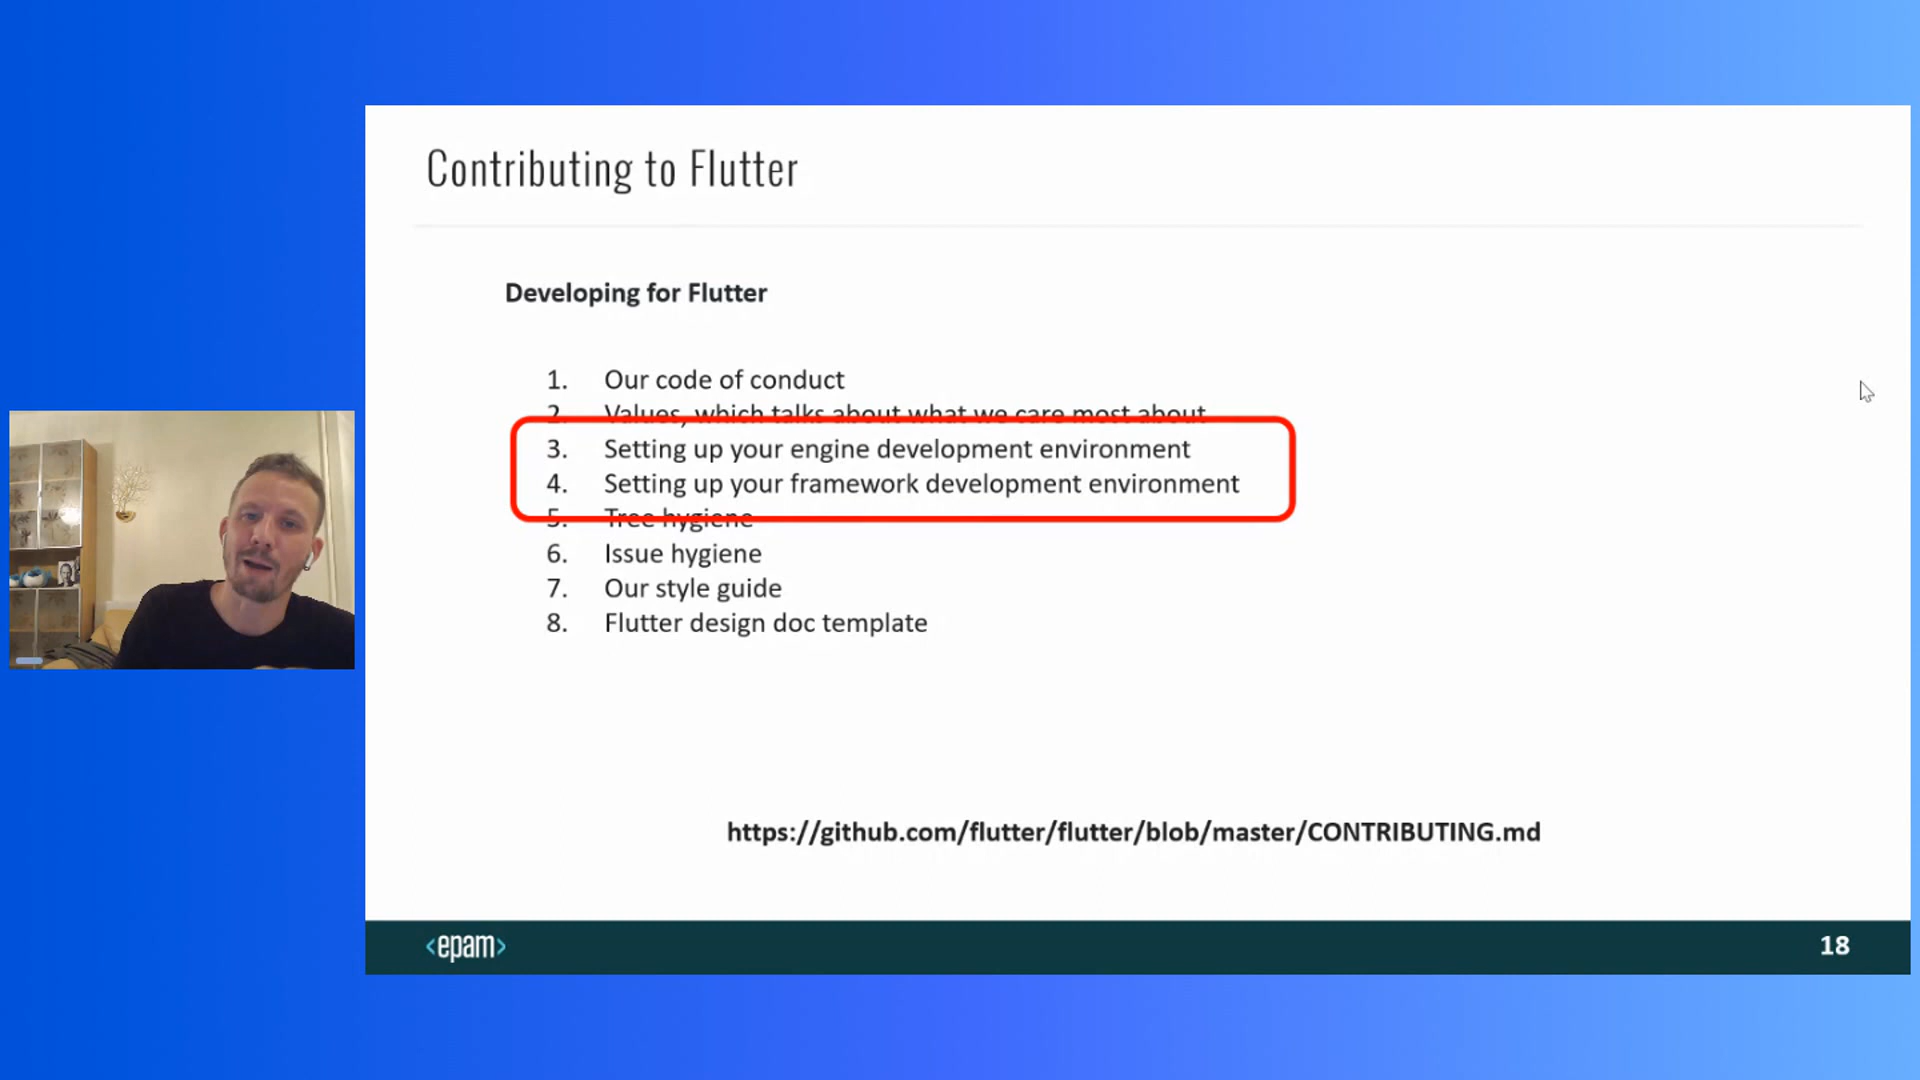 Contributing to Flutter
Developing for Flutter
1. Our code of conduct
2. Values, which talks about what we care most about
3. Setting up your engine development environment
4. Setting up your framework development environment
5. Tree hygiene
6. Issue hygiene
7. Our style guide
8. Flutter design doc template
https://github.com/flutter/flutter/blob/master/CONTRIBUTING.md
<epam>
18